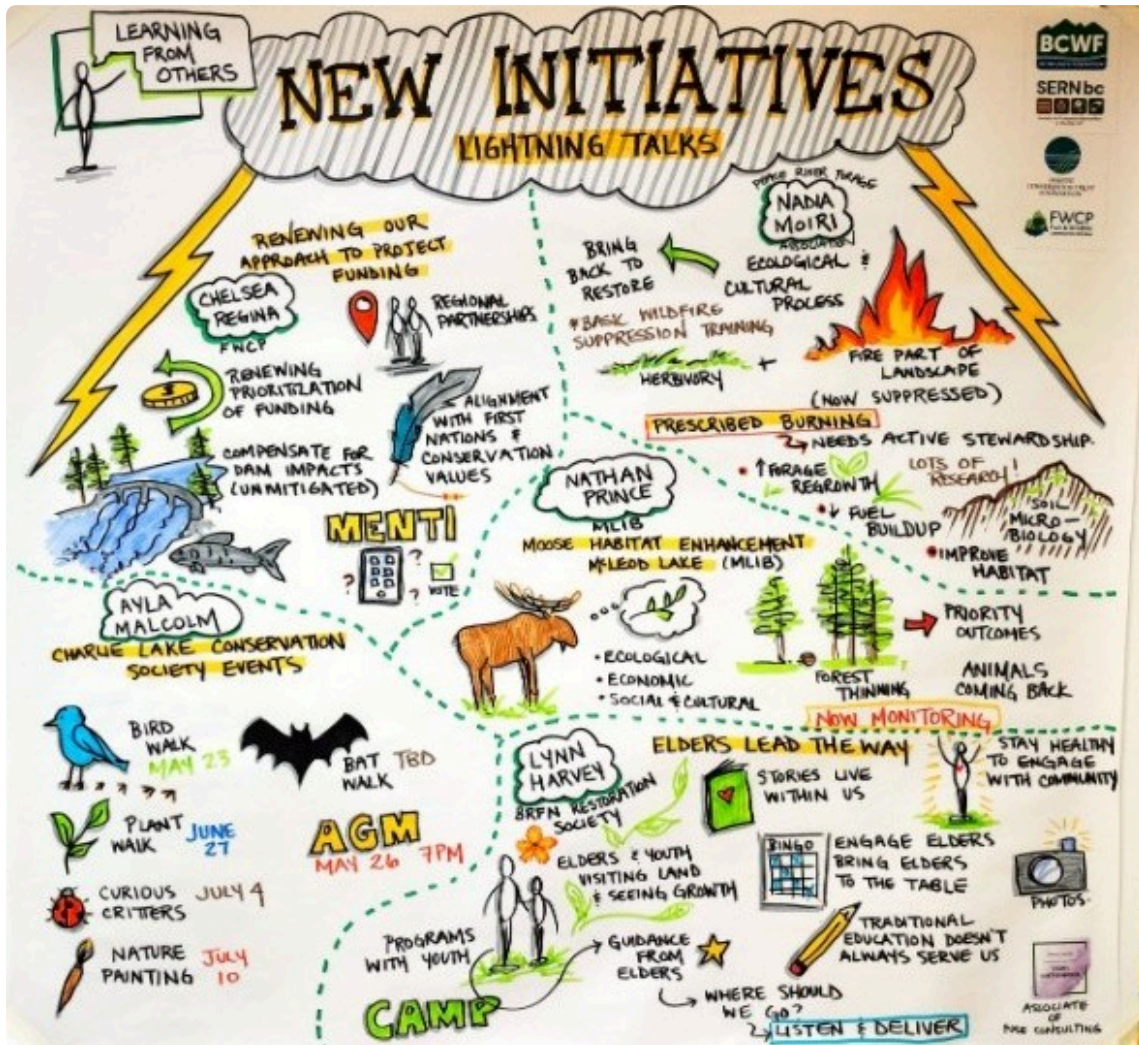 LEARNING
FROM
OTHERS
NEW INITIATIVES
LIGHTNING TALKS
BCWF
SERNbc
FWCP
RENEWING OUR
APPROACH TO PROJECT
FUNDING
CHELSEA
REGINA
FWCP
REGIONAL
PARTNERSHIPS
$
RENEWING
PRIORITIZATION
OF FUNDING
ALIGNMENT
WITH FIRST
NATIONS &
CONSERVATION
VALUES
COMPENSATE FOR
DAM IMPACTS
(UNMITIGATED)
MENTI
? ? ? ?
VOTE
PEACE RIVER FORAGE
NADIA
MOIRI
ASSOCIATION
BRING
BACK TO
RESTORE
ECOLOGICAL &
CULTURAL
PROCESS
* BASIC WILDFIRE
SUPPRESSION TRAINING
HERBIVORY
+
FIRE PART OF
LANDSCAPE
(NOW SUPPRESSED)
PRESCRIBED BURNING
NEEDS ACTIVE STEWARDSHIP.
• ↑ FORAGE
REGROWTH
• ↓ FUEL
BUILDUP
• IMPROVE
HABITAT
LOTS OF
RESEARCH!
SOIL
MICRO-
BIOLOGY
NATHAN
PRINCE
MLIB
MOOSE HABITAT ENHANCEMENT
McLEOD LAKE (MLIB)
• ECOLOGICAL
• ECONOMIC
• SOCIAL & CULTURAL
FOREST
THINNING
PRIORITY
OUTCOMES
ANIMALS
COMING BACK
NOW MONITORING
AYLA
MALCOLM
CHARLIE LAKE CONSERVATION
SOCIETY EVENTS
BIRD
WALK
MAY 23
BAT TBD
WALK
PLANT
WALK JUNE
27
AGM
MAY 26 7PM
CURIOUS JULY 4
CRITTERS
NATURE
PAINTING JULY
10
LYNN
HARVEY
BRFN RESTORATION
SOCIETY
ELDERS LEAD THE WAY
STORIES LIVE
WITHIN US
STAY HEALTHY
TO ENGAGE
WITH COMMUNITY
ELDERS & YOUTH
VISITING LAND
& SEEING GROWTH
BINGO
ENGAGE ELDERS
BRING ELDERS
TO THE TABLE
PHOTOS
PROGRAMS
WITH YOUTH
CAMP
GUIDANCE
FROM
ELDERS
WHERE SHOULD
WE GO?
LISTEN & DELIVER
TRADITIONAL
EDUCATION DOESN'T
ALWAYS SERVE US
ASSOCIATE
OF
CONSULTING